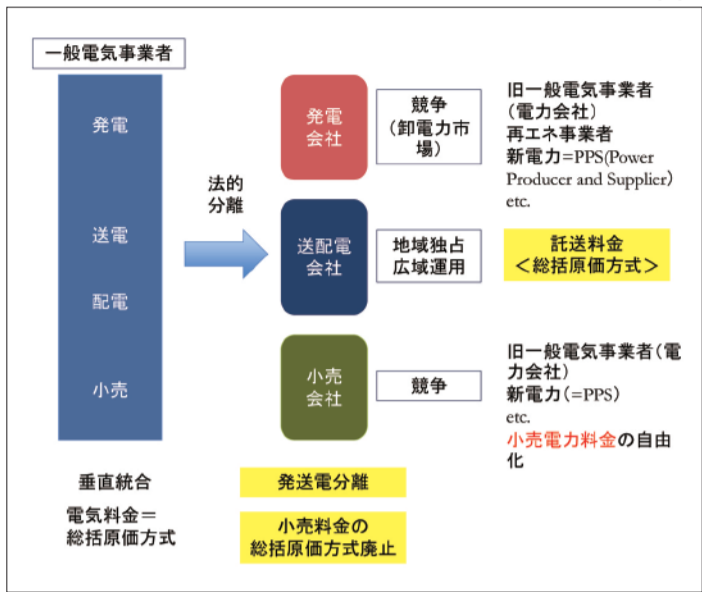 一般電気事業者
発電
送電
配電
小売
垂直統合
電気料金＝
総括原価方式
法的
分離
発電
会社
競争
（卸電力市
場）
旧一般電気事業者
（電力会社）
再エネ事業者
新電力=PPS(Power
Producer and Supplier）
etc.
送配電
会社
地域独占
広域運用
託送料金
＜総括原価方式＞
小売
会社
競争
旧一般電気事業者（電
力会社）
新電力（=PPS）
etc.
小売電力料金の自由
化
発送電分離
小売料金の
総括原価方式廃止